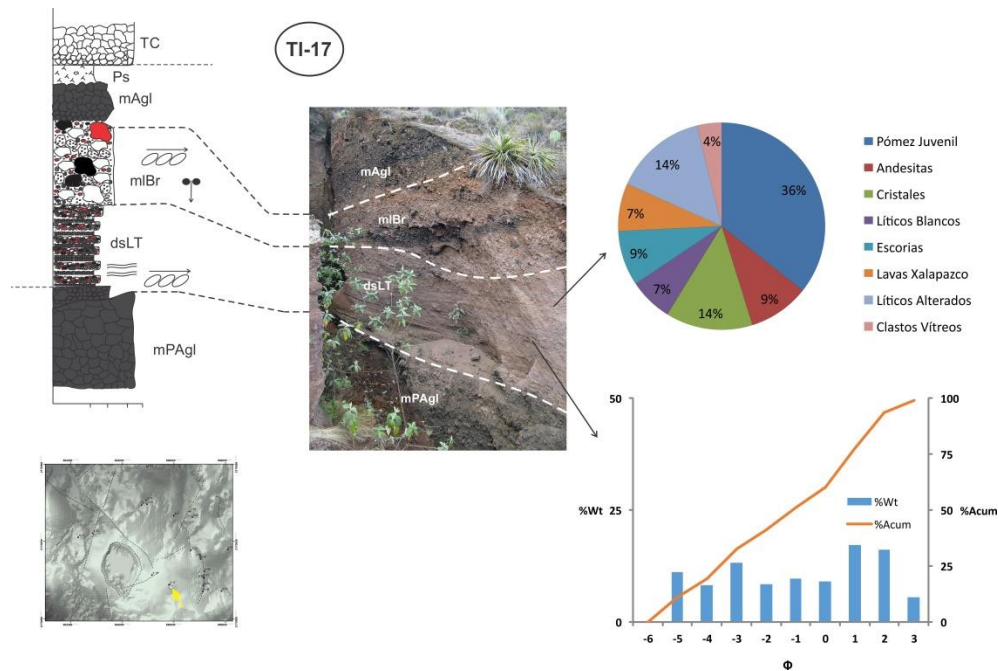 TI-17
TC
Ps
mAgl
mlBr
dsLT
mPAgl
mAgl
mlBr
dsLT
mPAgl
4%
36%
9%
14%
7%
9%
7%
14%
Pómez Juvenil
Andesitas
Cristales
Líticos Blancos
Escorias
Lavas Xalapazco
Líticos Alterados
Clastos Vítreos
50
25
0
%Wt
100
75
50
25
0
%Acum
%Wt
%Acum
-6 -5 -4 -3 -2 -1 0 1 2 3
Φ